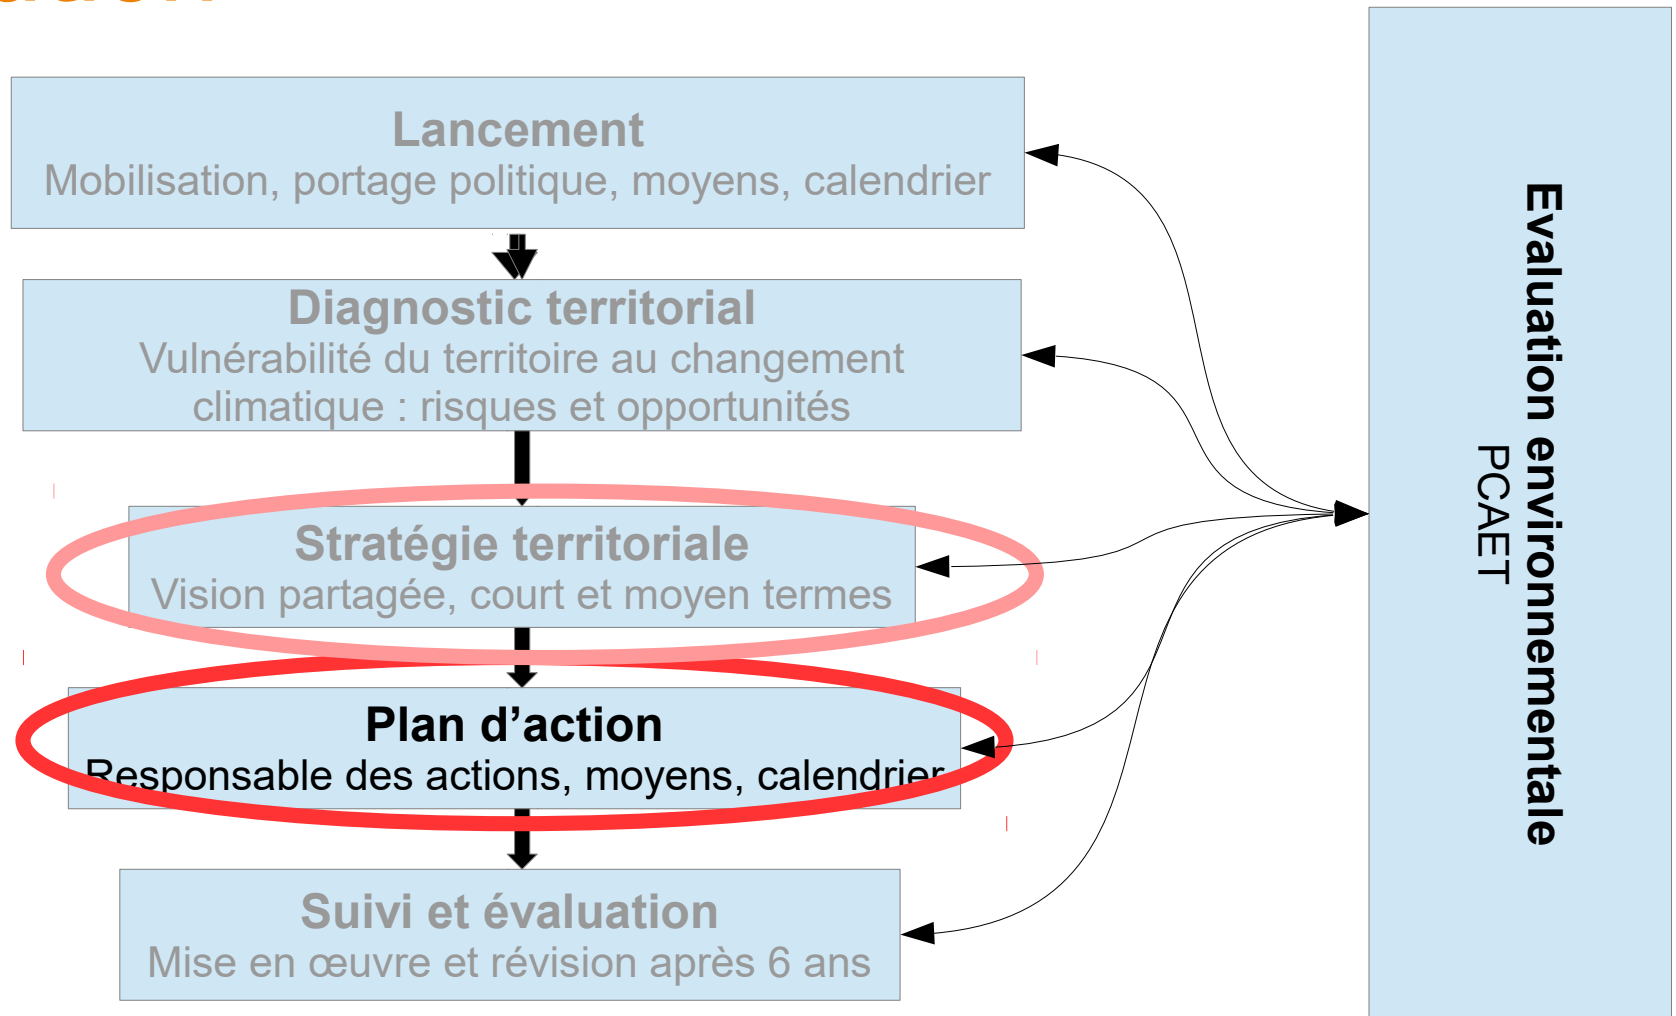 Lancement
Mobilisation, portage politique, moyens, calendrier
Diagnostic territorial
Vulnérabilité du territoire au changement
climatique : risques et opportunités
Stratégie territoriale
Vision partagée, court et moyen termes
Plan d’action
Responsable des actions, moyens, calendrier
Suivi et évaluation
Mise en œuvre et révision après 6 ans
Evaluation environnementale
PCAET